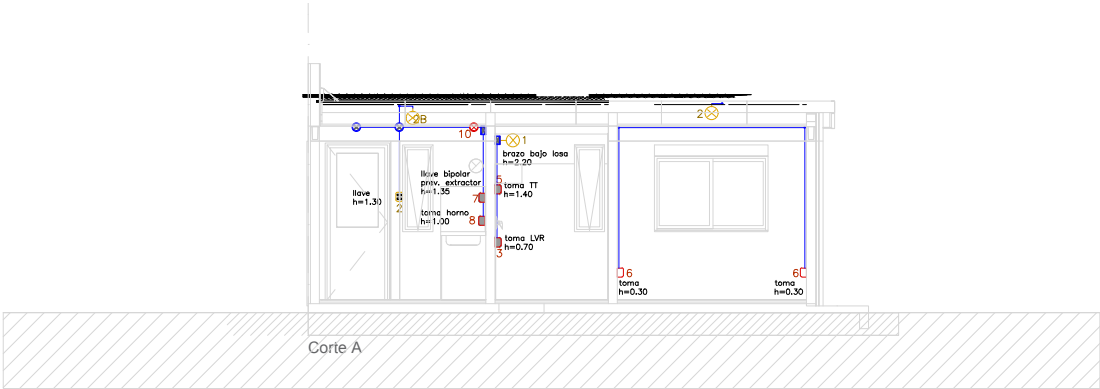 2B
2
10
1
brazo bajo losa
h=2.20
llave bipolar
prev. extractor
h=1.35
5
toma TT
h=1.40
llave
h=1.30
7
2
toma horno
h=1.00
8
toma LVR
h=0.70
3
6
toma
h=0.30
6
toma
h=0.30
Corte A